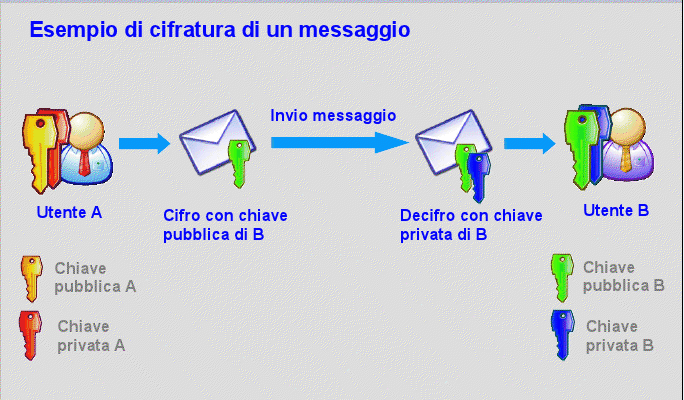 Esempio di cifratura di un messaggio
Invio messaggio
Utente A
Cifro con chiave
pubblica di B
Decifro con chiave
privata di B
Utente B
Chiave
pubblica A
Chiave
privata A
Chiave
pubblica B
Chiave
privata B